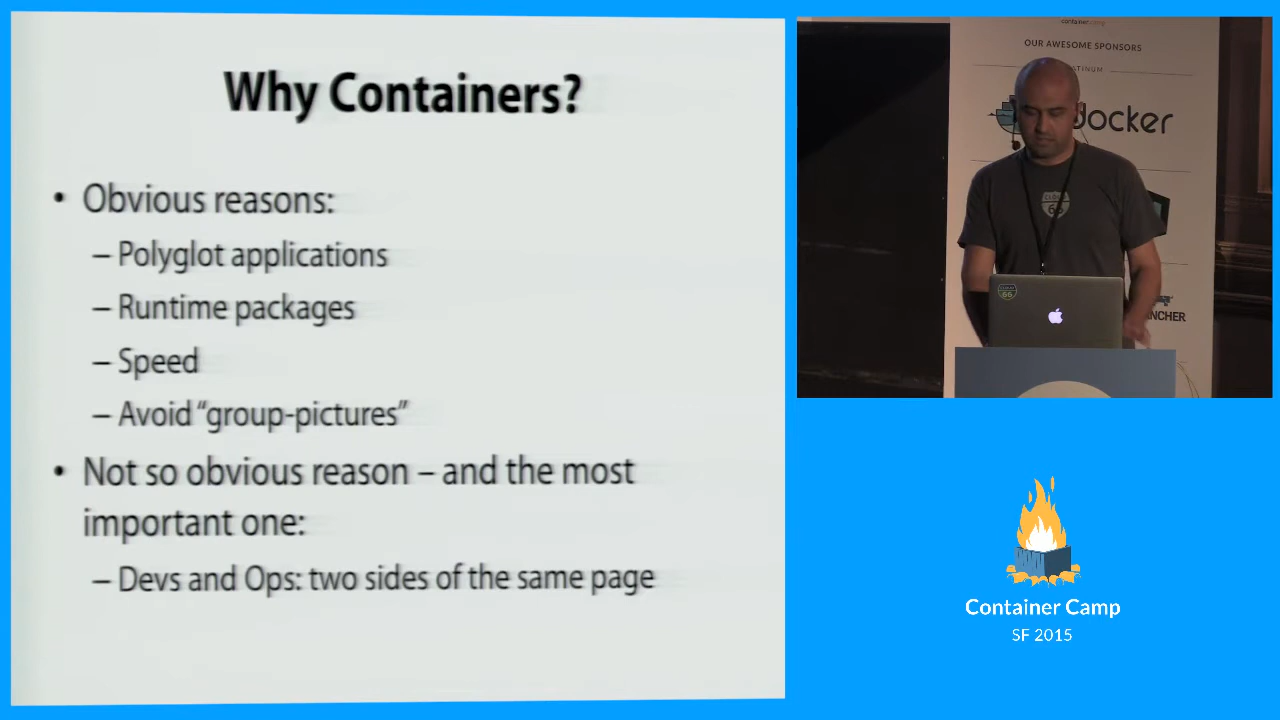 Why Containers?
• Obvious reasons:
– Polyglot applications
– Runtime packages
– Speed
– Avoid “group-pictures”
• Not so obvious reason – and the most
important one:
– Devs and Ops: two sides of the same page
OUR AWESOME SPONSORS
docker
66
66
Container Camp
SF 2015